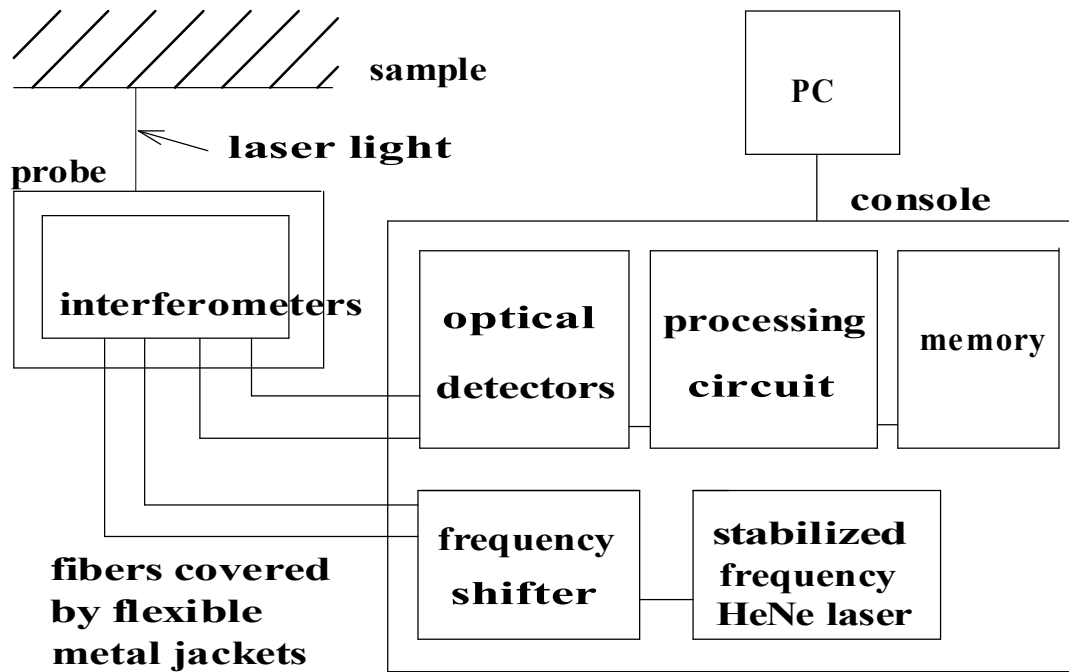 sample
PC
laser light
probe
console
interferometers
optical
detectors
processing
circuit
memory
frequency
shifter
stabilized
frequency
HeNe laser
fibers covered
by flexible
metal jackets